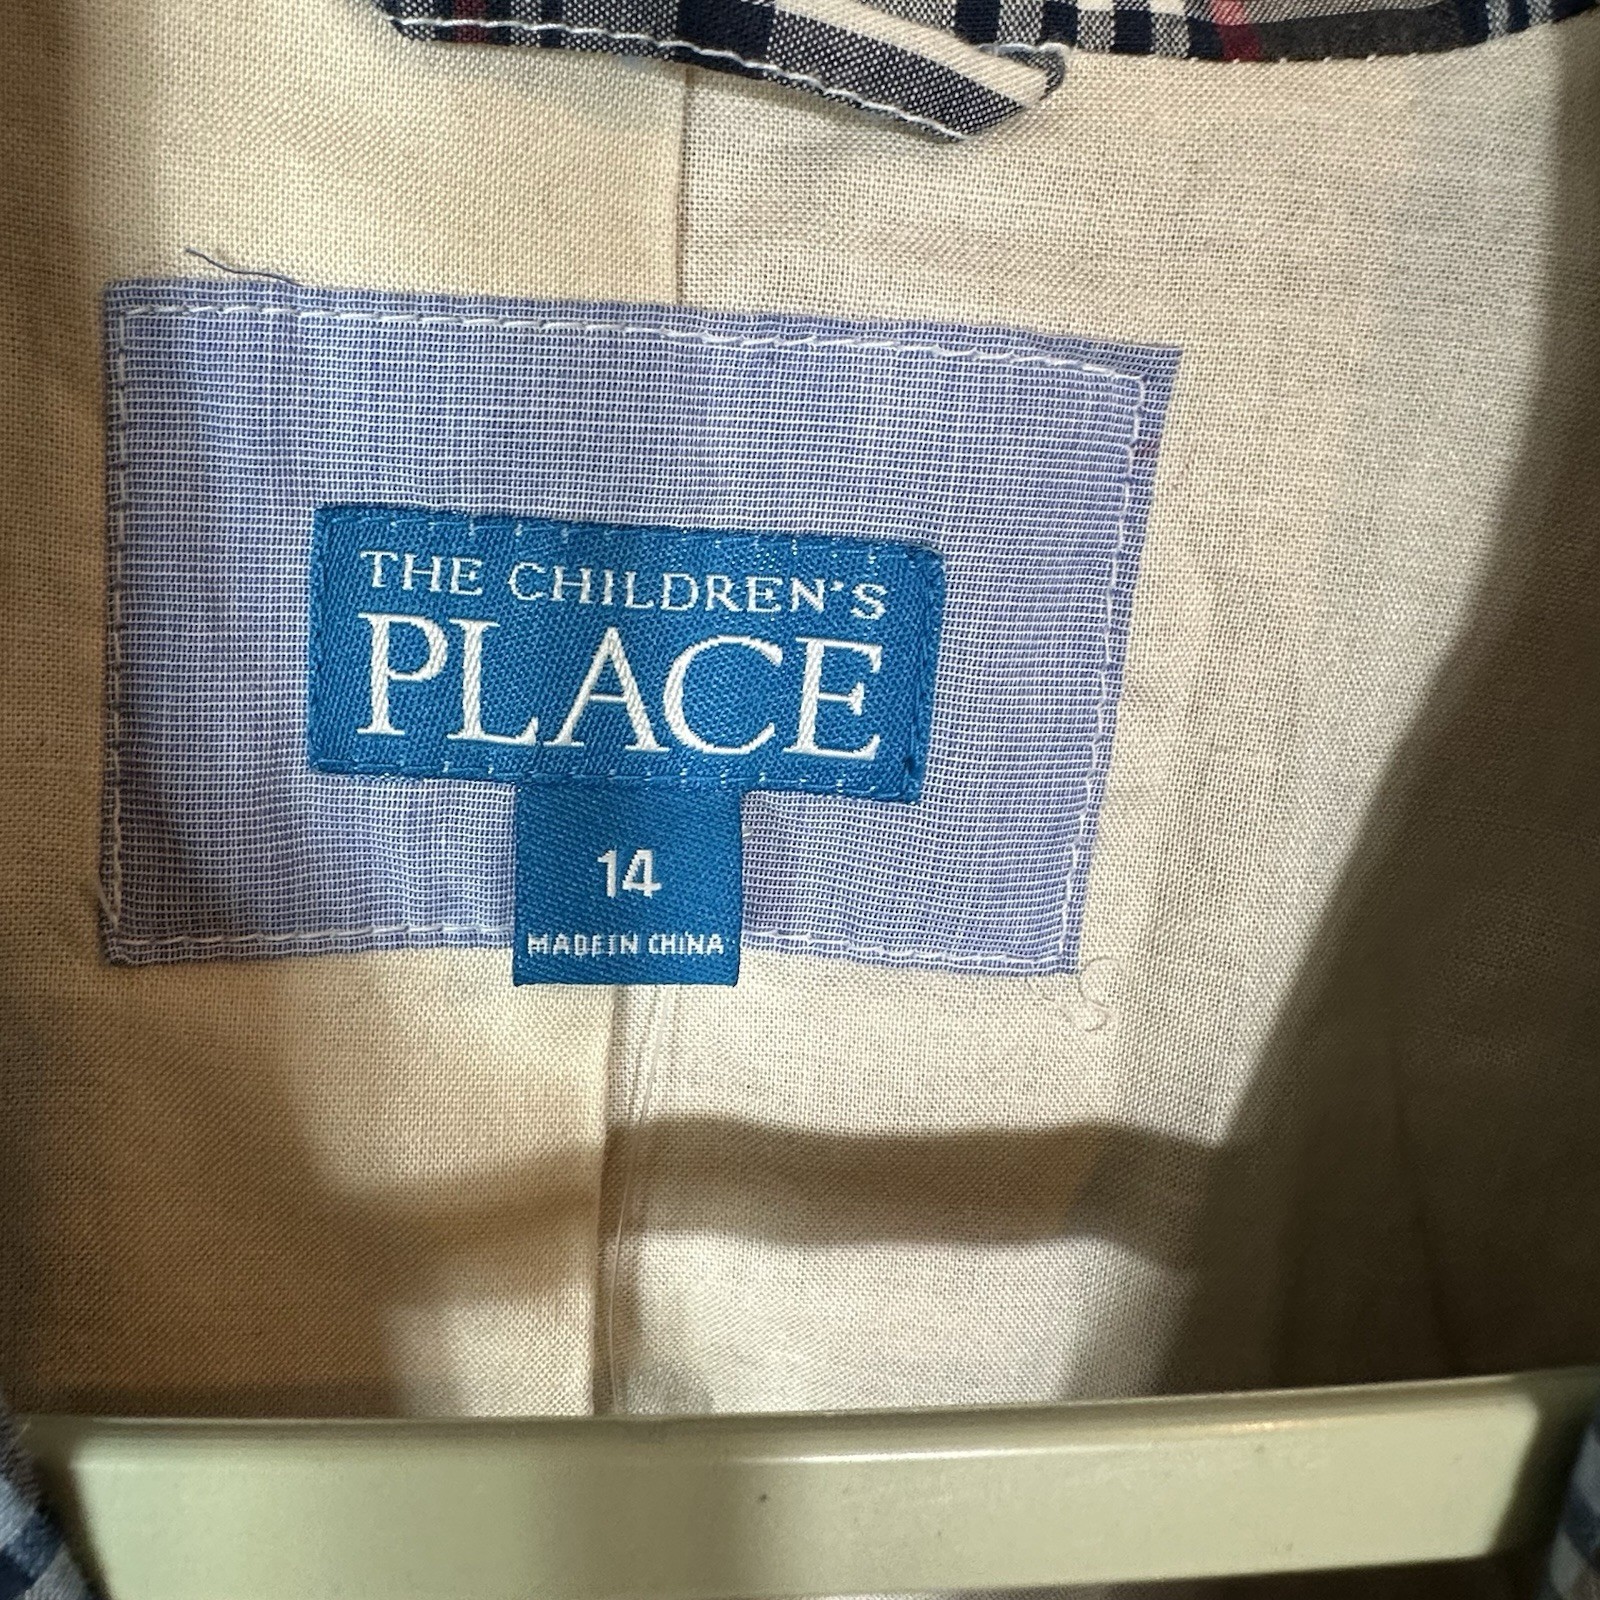 THE CHILDREN'S
PLACE
14
MADE IN CHINA